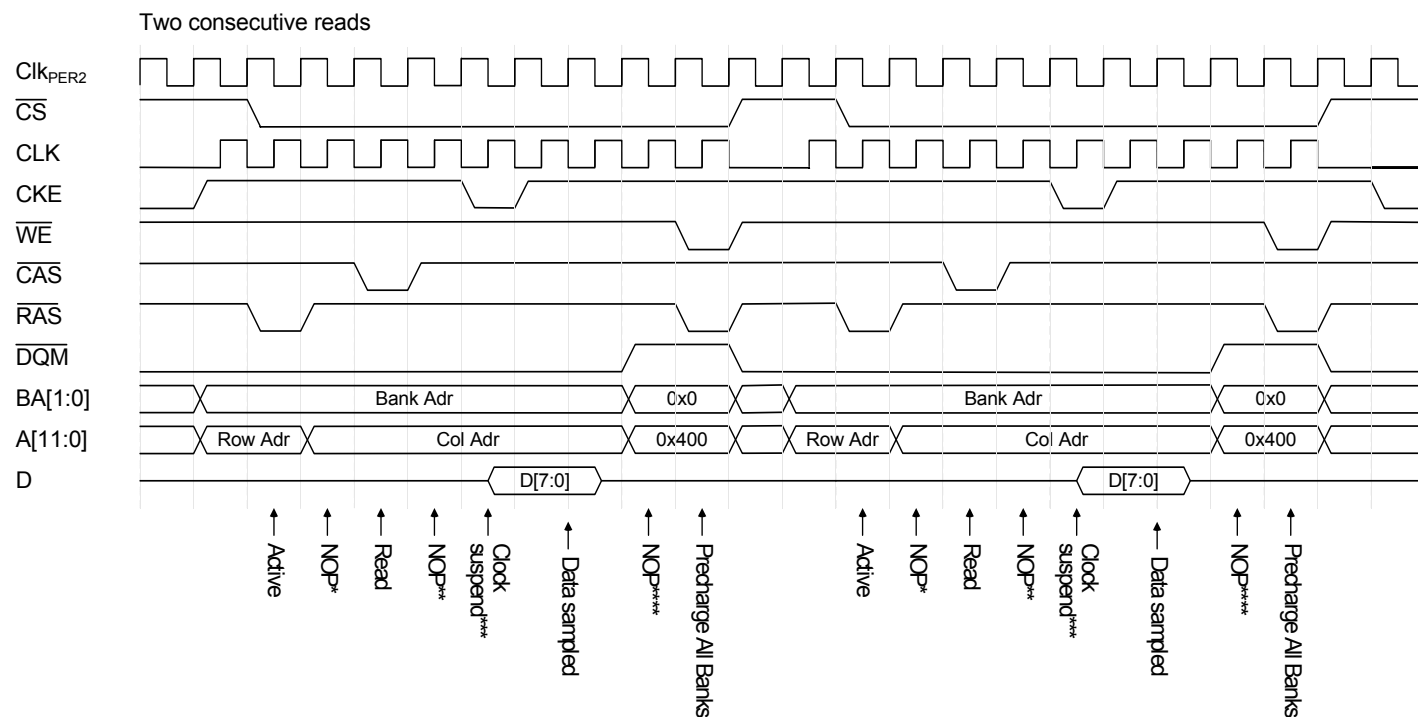 Two consecutive reads
ClkPER2
CS
CLK
CKE
WE
CAS
RAS
DQM
BA[1:0] Bank Adr 0x0 Bank Adr 0x0
A[11:0] Row Adr Col Adr 0x400 Row Adr Col Adr 0x400
D D[7:0] D[7:0]
Active
NOP*
Read
NOP**
Clock
suspend***
Data sampled
NOP****
Precharge All Banks
Active
NOP*
Read
NOP**
Clock
suspend***
Data sampled
NOP****
Precharge All Banks